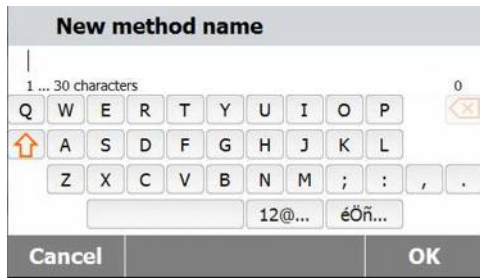 New method name
1 ... 30 characters 0
Q W E R T Y U I O P
A S D F G H J K L
Z X C V B N M ; : , .
12@... éÖñ...
Cancel OK